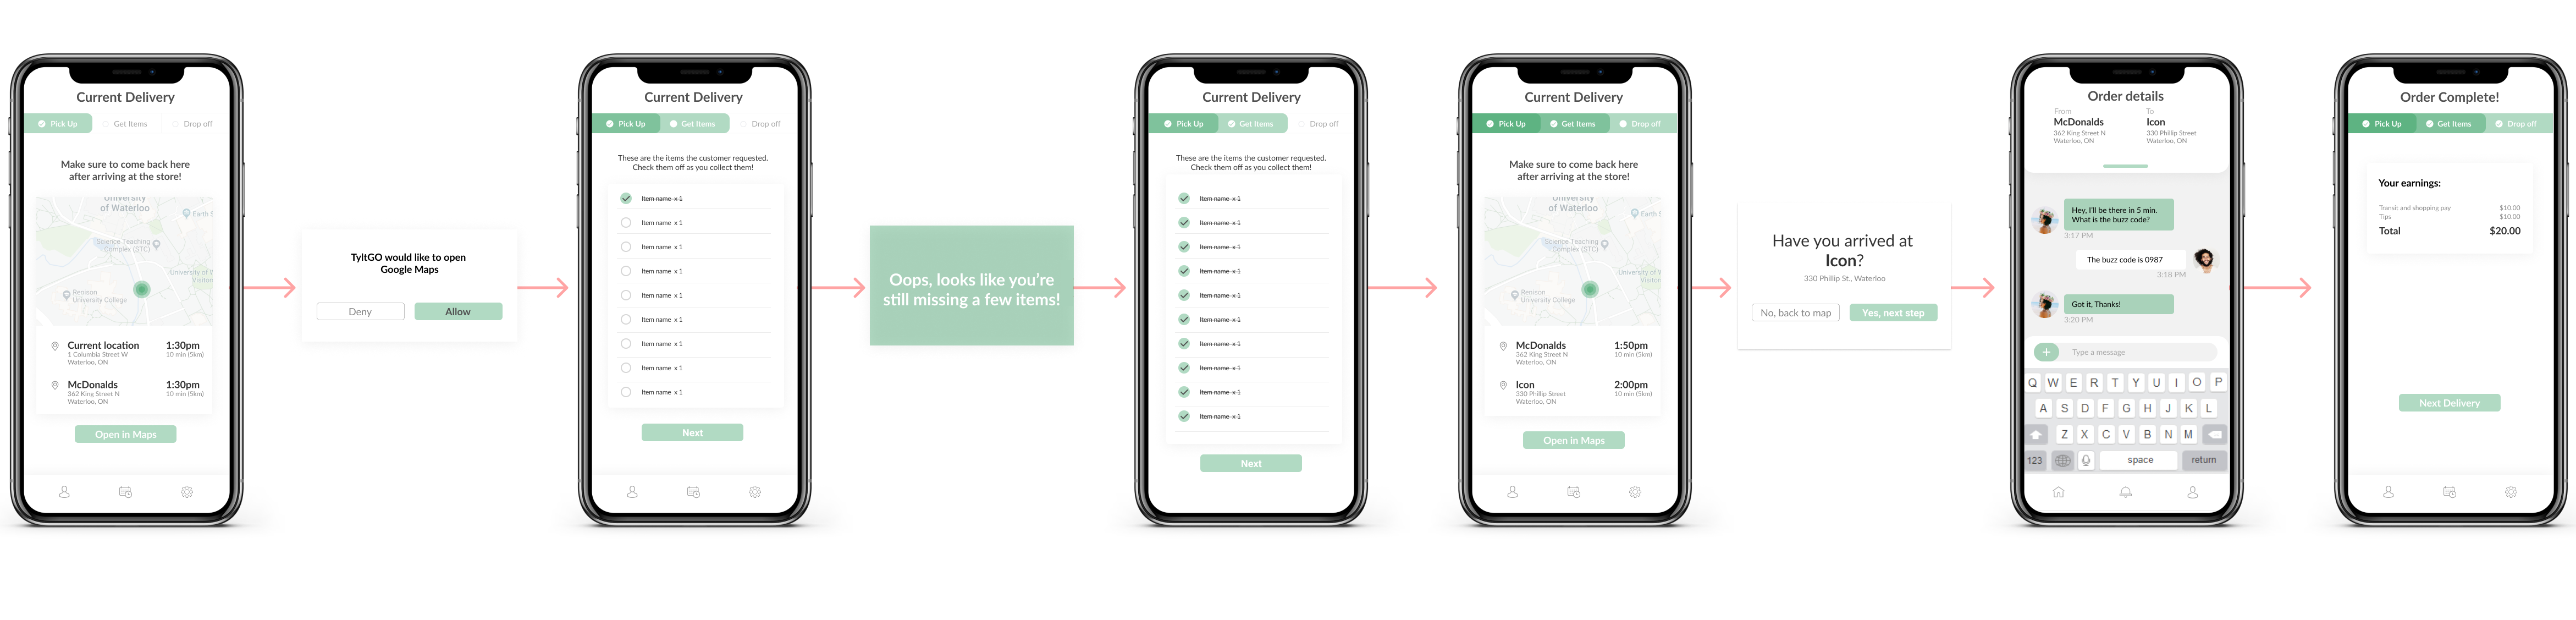 Current Delivery
Pick Up
Get Items
Drop off
Make sure to come back here
after arriving at the store!
University
of Waterloo
Earth S
Science Teaching
Complex (STC)
University of W
Visitor
Renison
University College
Current location
1:30pm
1 Columbia Street W
10 min (5km)
Waterloo, ON
McDonalds
1:30pm
362 King Street N
10 min (5km)
Waterloo, ON
Open in Maps
TyltGO would like to open
Google Maps
Deny
Allow
Current Delivery
Pick Up
Get Items
Drop off
These are the items the customer requested.
Check them off as you collect them!
Item name x 1
Item name x 1
Item name x 1
Item name x 1
Item name x 1
Item name x 1
Item name x 1
Item name x 1
Item name x 1
Next
Oops, looks like you're
still missing a few items!
Current Delivery
Pick Up
Get Items
Drop off
These are the items the customer requested.
Check them off as you collect them!
Item name x 1
Item name x 1
Item name x 1
Item name x 1
Item name x 1
Item name x 1
Item name x 1
Item name x 1
Item name x 1
Item name x 1
Next
Current Delivery
Pick Up
Get Items
Drop off
Make sure to come back here
after arriving at the store!
University
of Waterloo
Earth S
Science Teaching
Complex (STC)
University of W
Visitor
Renison
University College
McDonalds
1:50pm
362 King Street N
10 min (5km)
Waterloo, ON
Icon
2:00pm
330 Phillip Street
10 min (5km)
Waterloo, ON
Open in Maps
Have you arrived at
Icon?
330 Phillip St., Waterloo
No, back to map
Yes, next step
Order details
From
To
McDonalds
Icon
362 King Street N
330 Phillip Street
Waterloo, ON
Waterloo, ON
Hey, I'll be there in 5 min.
What is the buzz code?
3:17 PM
The buzz code is 0987
3:18 PM
Got it, Thanks!
3:20 PM
Type a message
Q W E R T Y U I O P
A S D F G H J K L
Z X C V B N M
123
space
return
Order Complete!
Pick Up
Get Items
Drop off
Your earnings:
Transit and shopping pay
$10.00
Tips
$10.00
Total
$20.00
Next Delivery